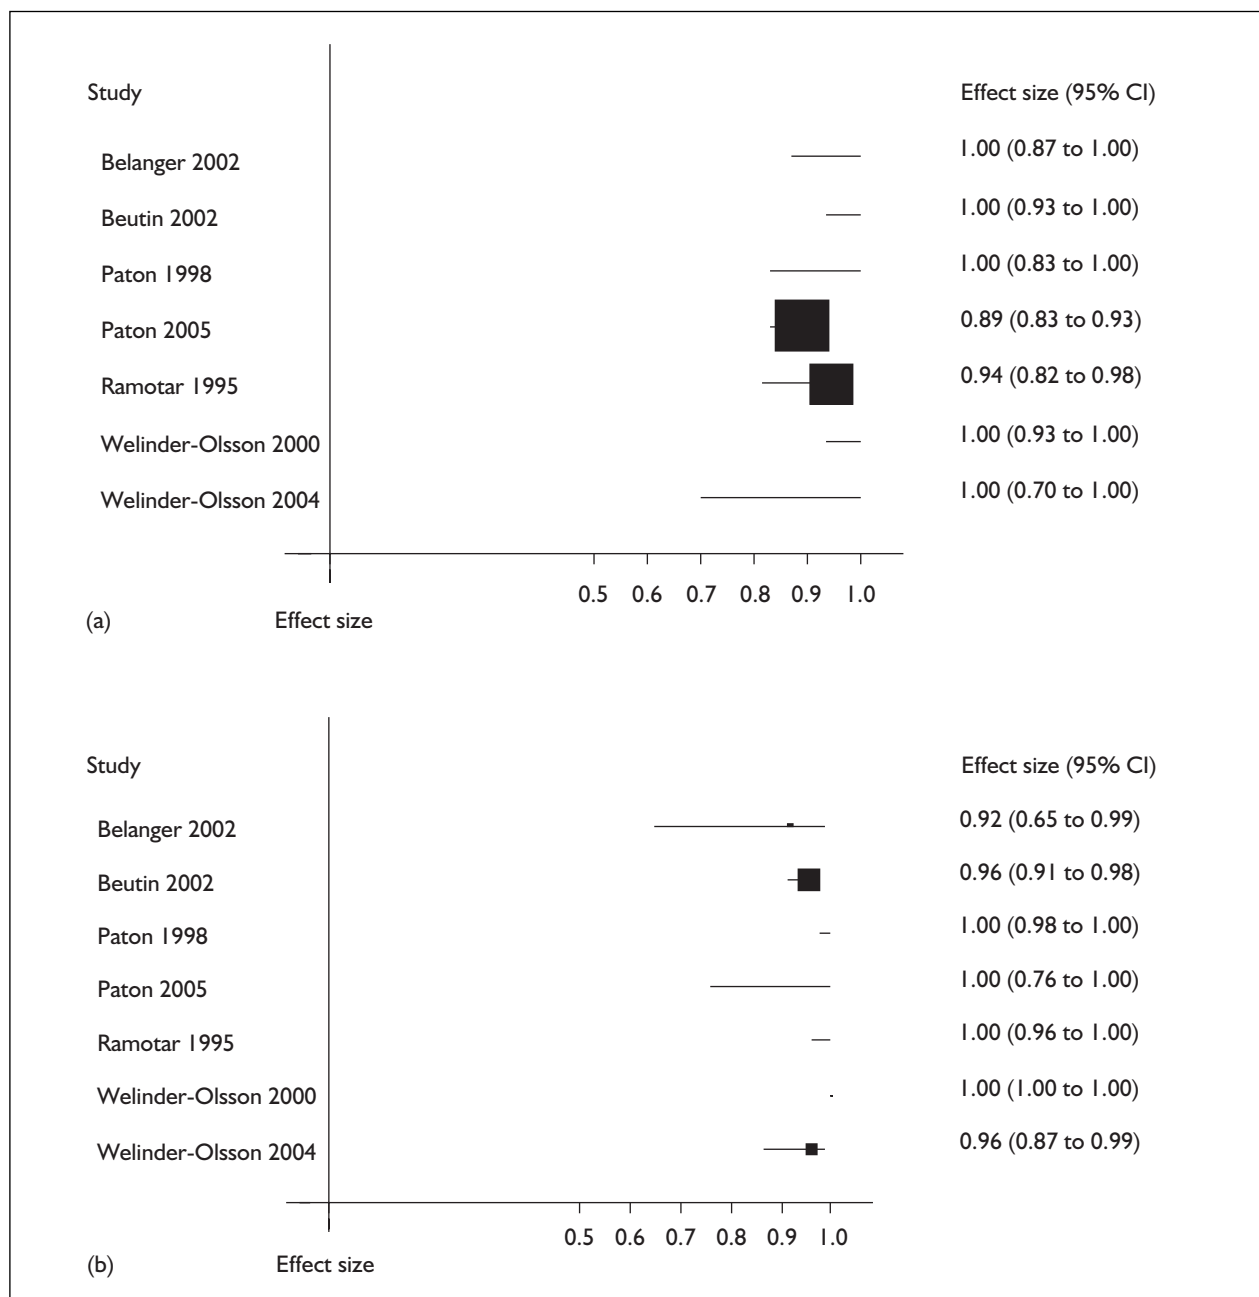 Study Effect size (95% CI)
Belanger 2002 1.00 (0.87 to 1.00)
Beutin 2002 1.00 (0.93 to 1.00)
Paton 1998 1.00 (0.83 to 1.00)
Paton 2005 0.89 (0.83 to 0.93)
Ramotar 1995 0.94 (0.82 to 0.98)
Welinder-Olsson 2000 1.00 (0.93 to 1.00)
Welinder-Olsson 2004 1.00 (0.70 to 1.00)
0.5 0.6 0.7 0.8 0.9 1.0
(a) Effect size
Study Effect size (95% CI)
Belanger 2002 0.92 (0.65 to 0.99)
Beutin 2002 0.96 (0.91 to 0.98)
Paton 1998 1.00 (0.98 to 1.00)
Paton 2005 1.00 (0.76 to 1.00)
Ramotar 1995 1.00 (0.96 to 1.00)
Welinder-Olsson 2000 1.00 (1.00 to 1.00)
Welinder-Olsson 2004 0.96 (0.87 to 0.99)
0.5 0.6 0.7 0.8 0.9 1.0
(b) Effect size